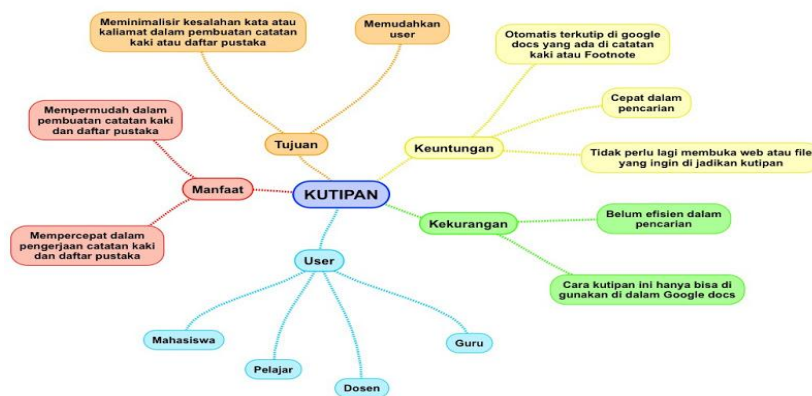 Meminimalisir kesalahan kata atau
kaliamat dalam pembuatan catatan
kaki atau daftar pustaka
Memudahkan
user
Tujuan
Otomatis terkutip di google
docs yang ada di catatan
kaki atau Footnote
Cepat dalam
pencarian
Tidak perlu lagi membuka web atau file
yang ingin di jadikan kutipan
Keuntungan
Mempermudah dalam
pembuatan catatan kaki
dan daftar pustaka
Manfaat
Mempercepat dalam
pengerjaan catatan kaki
dan daftar pustaka
KUTIPAN
Kekurangan
Belum efisien dalam
pencarian
Cara kutipan ini hanya bisa di
gunakan di dalam Google docs
User
Mahasiswa
Pelajar
Dosen
Guru